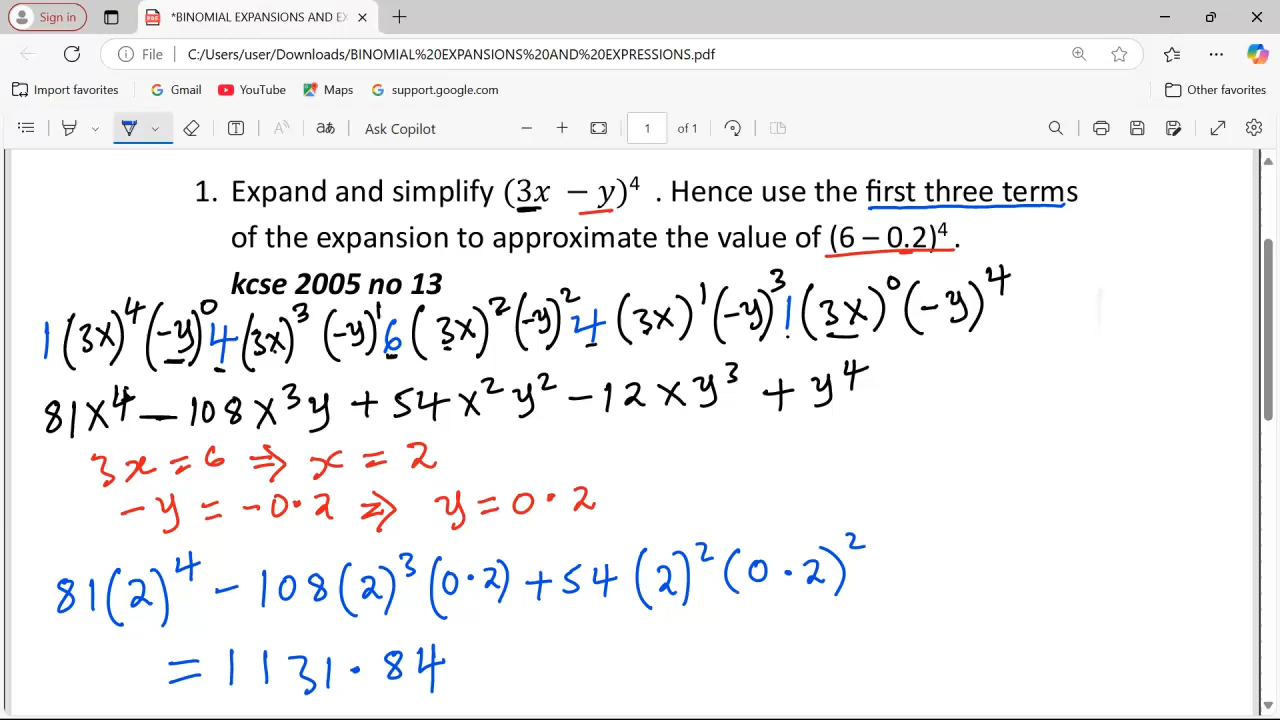 Sign in
*BINOMIAL EXPANSIONS AND EX
File C:/Users/user/Downloads/BINOMIAL%20EXPANSIONS%20AND%20EXPRESSIONS.pdf
Import favorites Gmail YouTube Maps support.google.com Other favorites
Ask Copilot 1 of 1
1. Expand and simplify (3x − y)⁴ . Hence use the first three terms
of the expansion to approximate the value of (6 – 0.2)⁴ .
kcse 2005 no 13
1(3x)⁴(-y)⁰ 4(3x)³(-y)¹ 6(3x)²(-y)² 4(3x)¹(-y)³ 1(3x)⁰(-y)⁴
81x⁴ - 108x³y + 54x²y² - 12xy³ + y⁴
3x = 6 ⇒ x = 2
-y = -0.2 ⇒ y = 0.2
81(2)⁴ - 108(2)³(0.2) + 54(2)²(0.2)²
= 1131.84